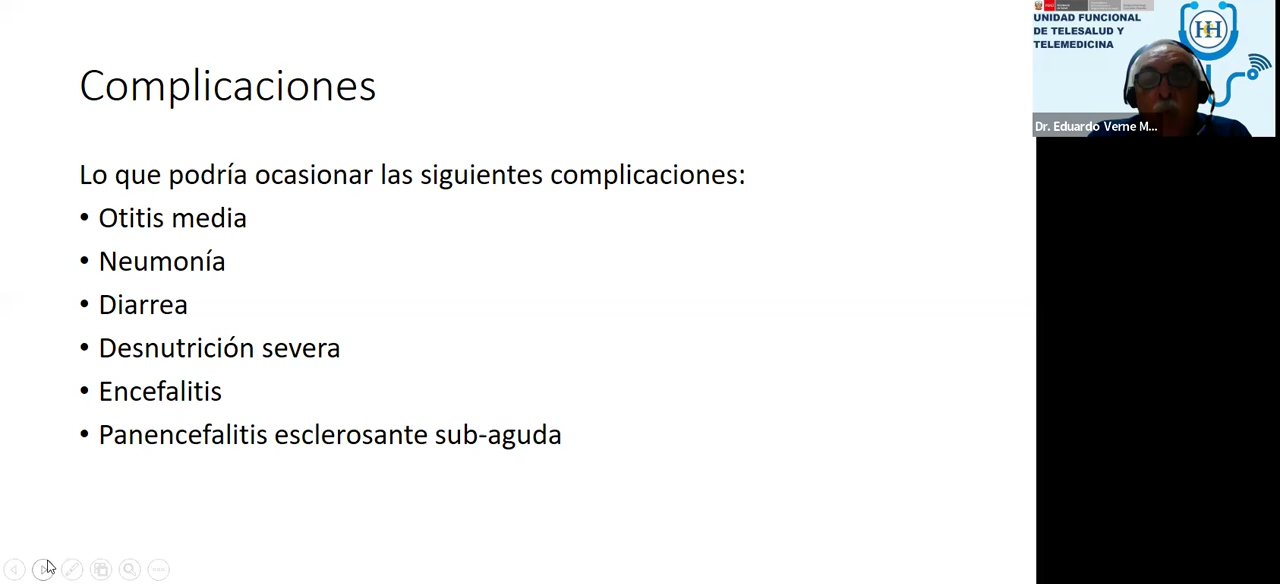 Complicaciones
Lo que podría ocasionar las siguientes complicaciones:
• Otitis media
• Neumonía
• Diarrea
• Desnutrición severa
• Encefalitis
• Panencefalitis esclerosante sub-aguda
UNIDAD FUNCIONAL
DE TELESALUD Y
TELEMEDICINA
Dr. Eduardo Verne M...